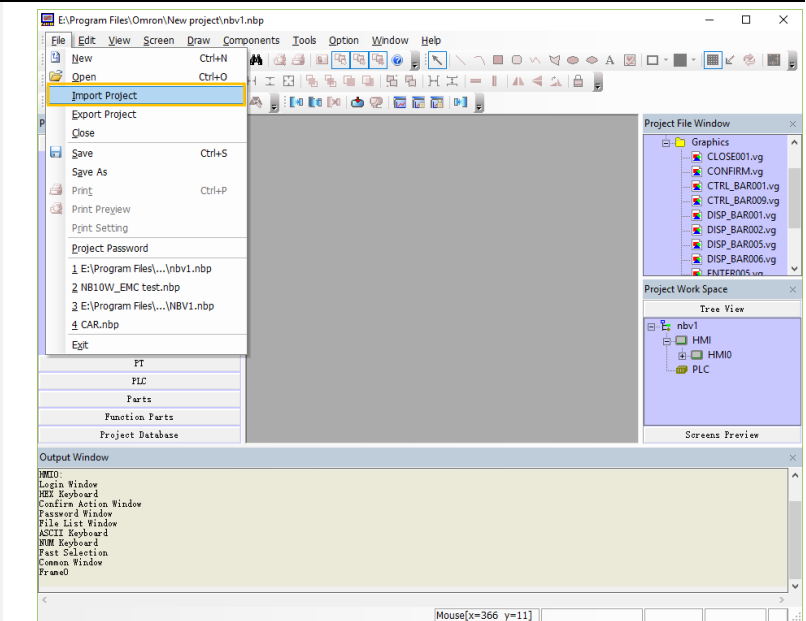 E:\Program Files\Omron\New project\nbv1.nbp
File Edit View Screen Draw Components Tools Option Window Help
New Ctrl+N
Open Ctrl+O
Import Project
Export Project
Close
Save Ctrl+S
Save As
Print Ctrl+P
Print Preview
Print Setting
Project Password
1 E:\Program Files\...\nbv1.nbp
2 NB10W_EMC test.nbp
3 E:\Program Files\...\NBV1.nbp
4 CAR.nbp
Exit
P
PT
PLC
Parts
Function Parts
Project Database
Project File Window
Graphics
CLOSE001.vg
CONFIRM.vg
CTRL_BAR001.vg
CTRL_BAR009.vg
DISP_BAR001.vg
DISP_BAR002.vg
DISP_BAR005.vg
DISP_BAR006.vg
ENTER005.vg
Project Work Space
Tree View
nbv1
HMI
HMI0
PLC
Screens Preview
Output Window
HMI0:
Login Window
HEX Keyboard
Confirm Action Window
Password Window
File List Window
ASCII Keyboard
NUM Keyboard
Fast Selection
Common Window
Frame0
Mouse[x=366 y=11]